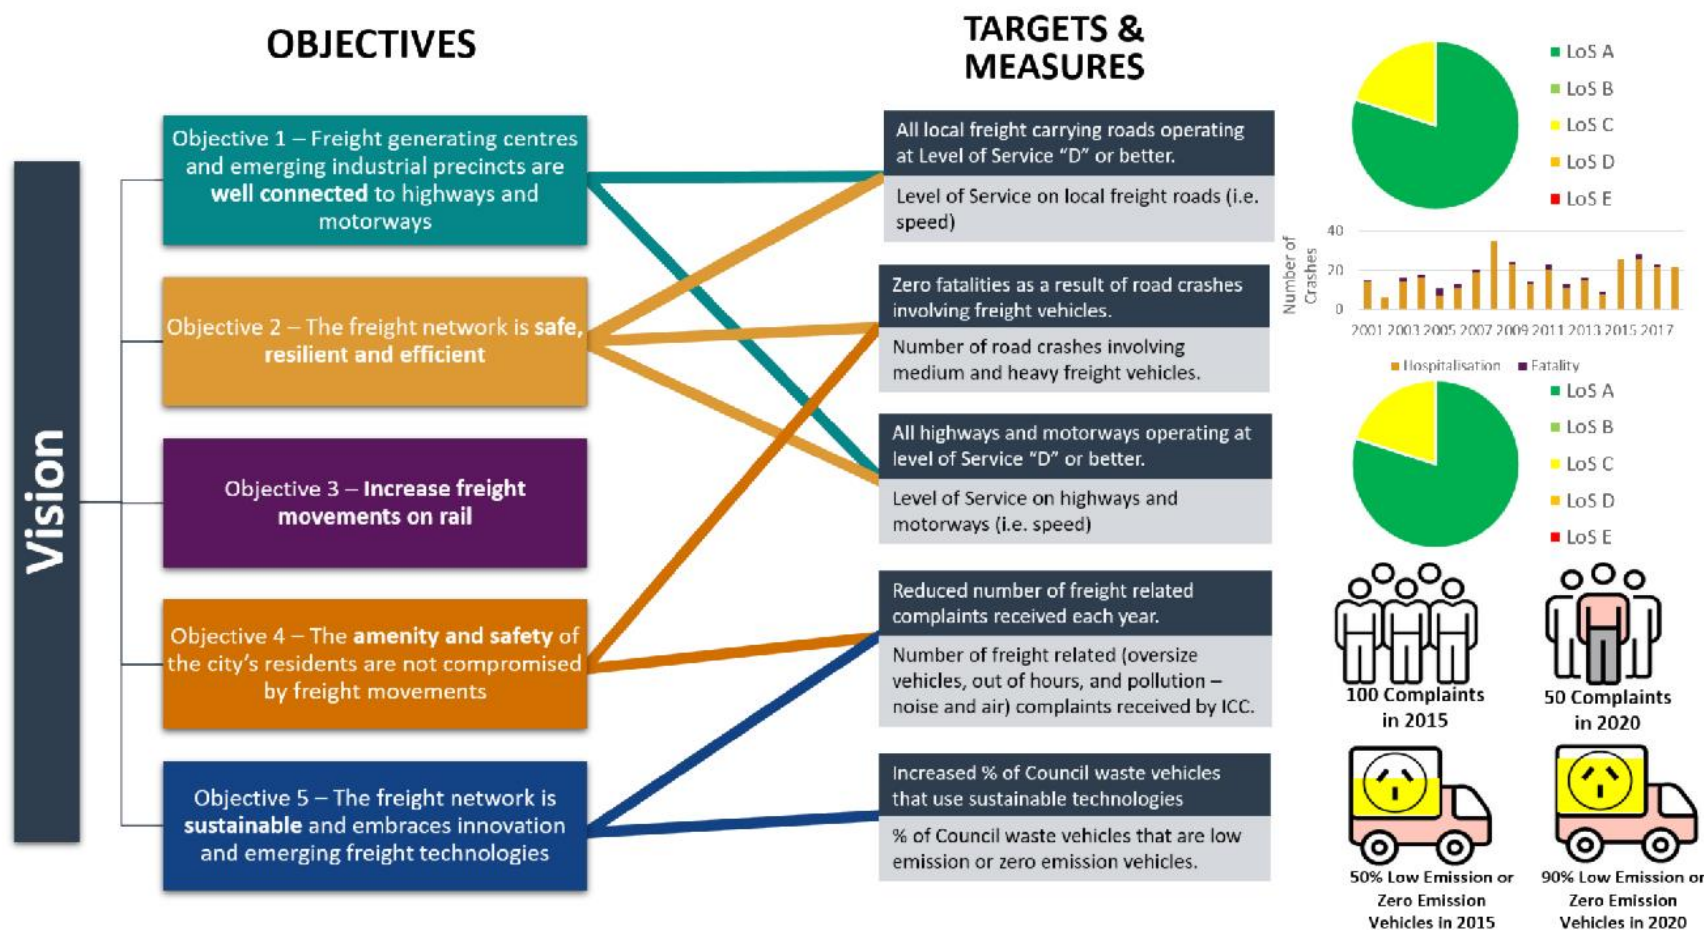 OBJECTIVES
TARGETS &
MEASURES
Vision
Objective 1 – Freight generating centres
and emerging industrial precincts are
well connected to highways and
motorways
Objective 2 – The freight network is safe,
resilient and efficient
Objective 3 – Increase freight
movements on rail
Objective 4 – The amenity and safety of
the city's residents are not compromised
by freight movements
Objective 5 – The freight network is
sustainable and embraces innovation
and emerging freight technologies
All local freight carrying roads operating
at Level of Service “D” or better.
Level of Service on local freight roads (i.e.
speed)
Zero fatalities as a result of road crashes
involving freight vehicles.
Number of road crashes involving
medium and heavy freight vehicles.
All highways and motorways operating at
level of Service “D” or better.
Level of Service on highways and
motorways (i.e. speed)
Reduced number of freight related
complaints received each year.
Number of freight related (oversize
vehicles, out of hours, and pollution –
noise and air) complaints received by ICC.
Increased % of Council waste vehicles
that use sustainable technologies
% of Council waste vehicles that are low
emission or zero emission vehicles.
LoS A
LoS B
LoS C
LoS D
LoS E
Number of
Crashes
40
20
0
2001 2003 2005 2007 2009 2011 2013 2015 2017
Hospitalisation Fatality
LoS A
LoS B
LoS C
LoS D
LoS E
100 Complaints
in 2015
50 Complaints
in 2020
50% Low Emission or
Zero Emission
Vehicles in 2015
90% Low Emission or
Zero Emission
Vehicles in 2020